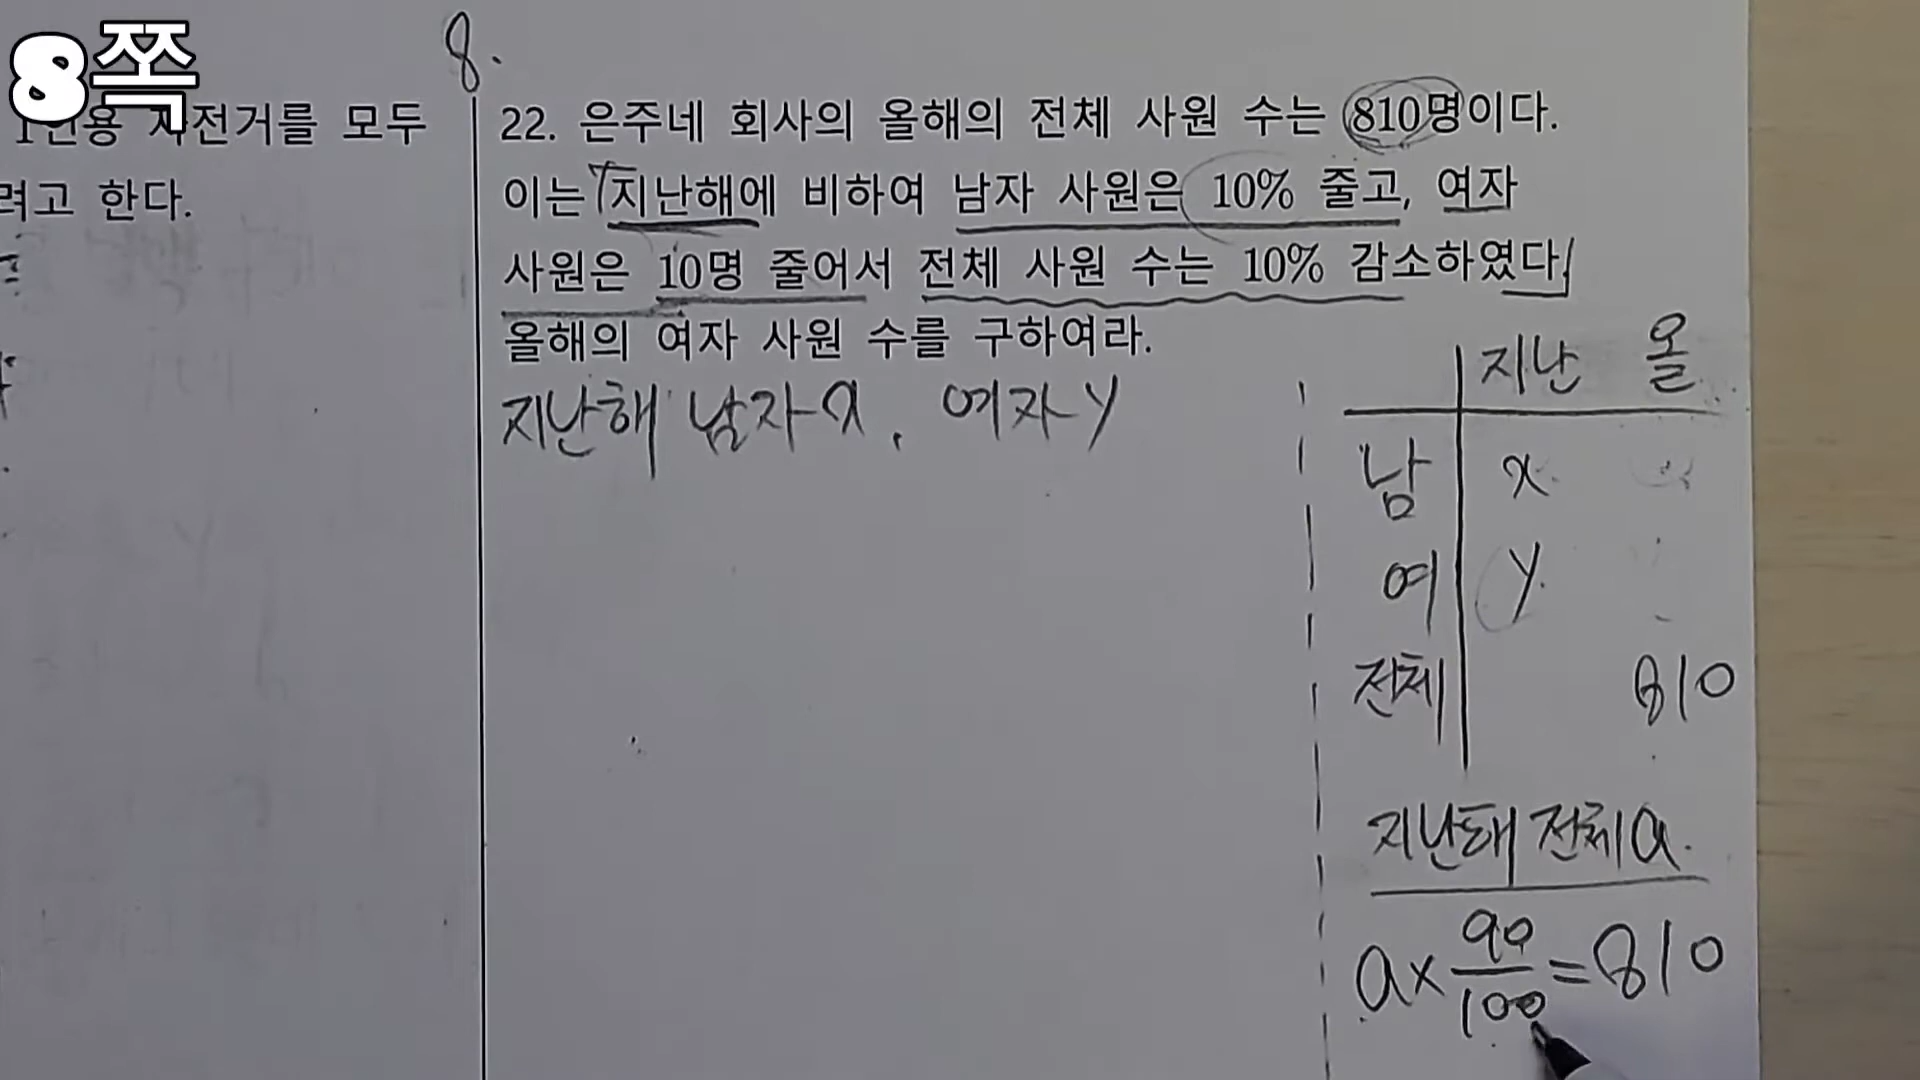 8쪽
8.
자전거를 모두
려고 한다.
22. 은주네 회사의 올해의 전체 사원 수는 810명이다.
이는 지난해에 비하여 남자 사원은 10% 줄고, 여자
사원은 10명 줄어서 전체 사원 수는 10% 감소하였다.
올해의 여자 사원 수를 구하여라.
지난해 남자 x, 여자 y
지난 올
남 x
여 y
전체 810
지난해 전체 a.
a×90/100=810